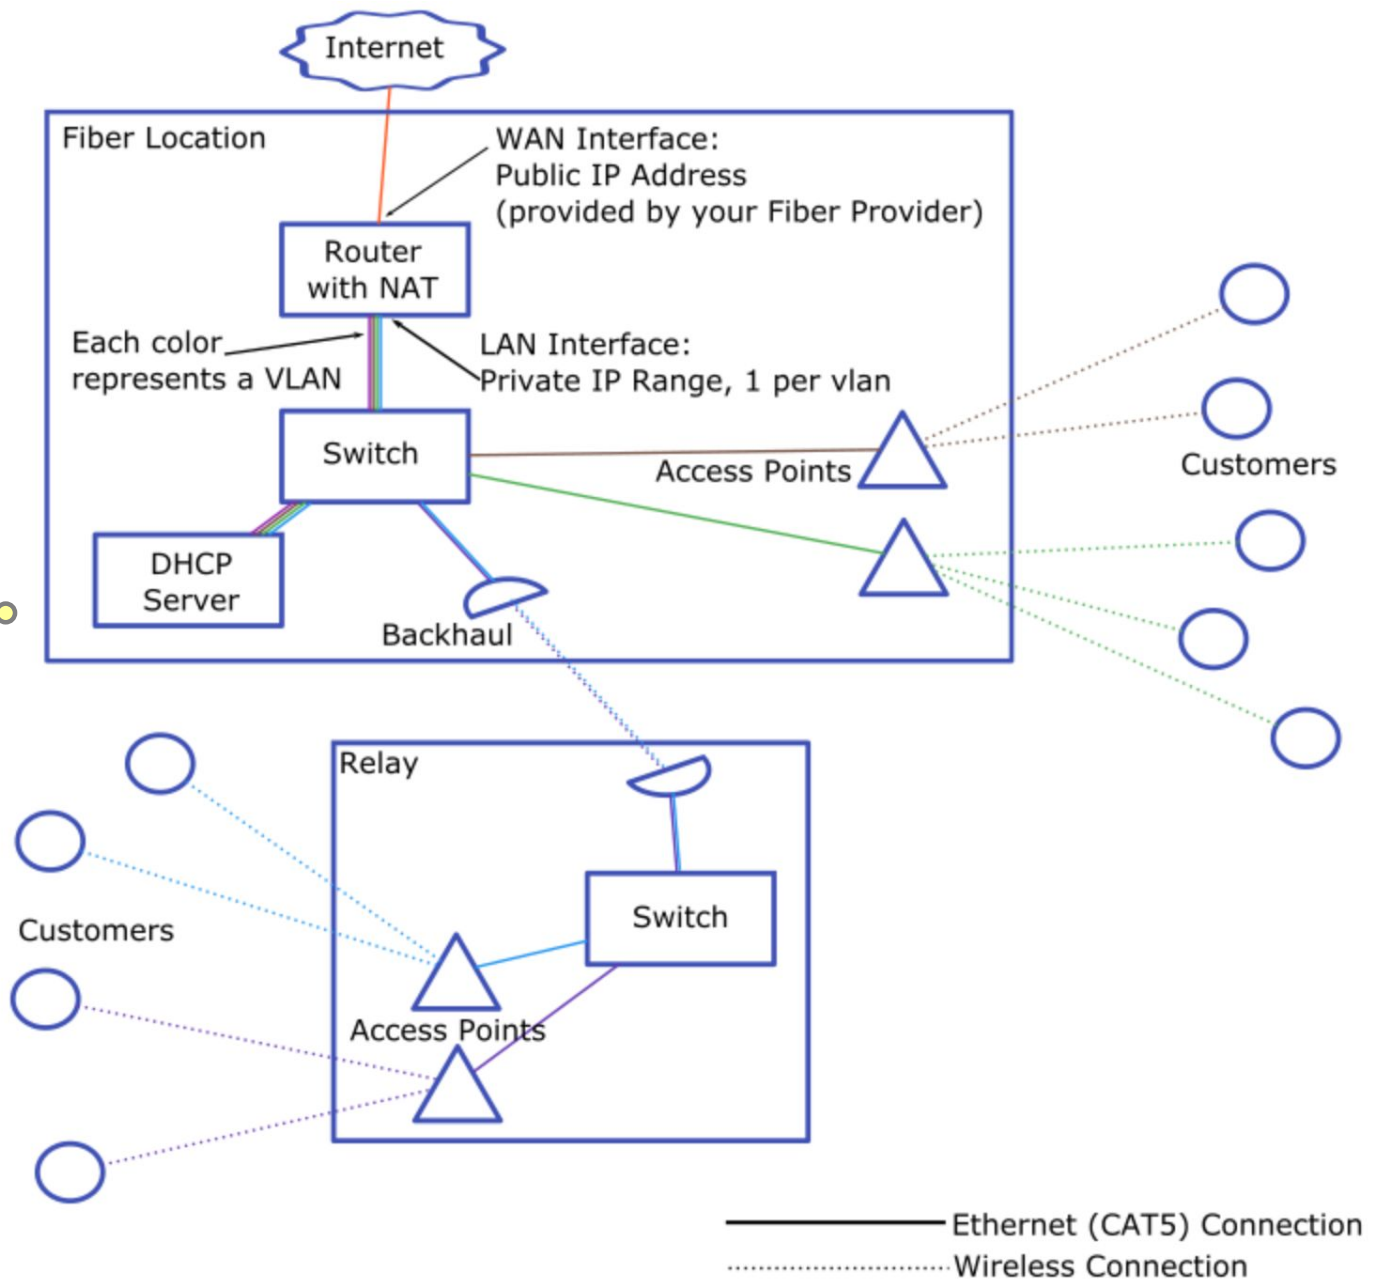 Internet
Fiber Location
WAN Interface:
Public IP Address
(provided by your Fiber Provider)
Router
with NAT
Each color
represents a VLAN
LAN Interface:
Private IP Range, 1 per vlan
Switch
Access Points
Customers
DHCP
Server
Backhaul
Relay
Switch
Customers
Access Points
Ethernet (CAT5) Connection
Wireless Connection